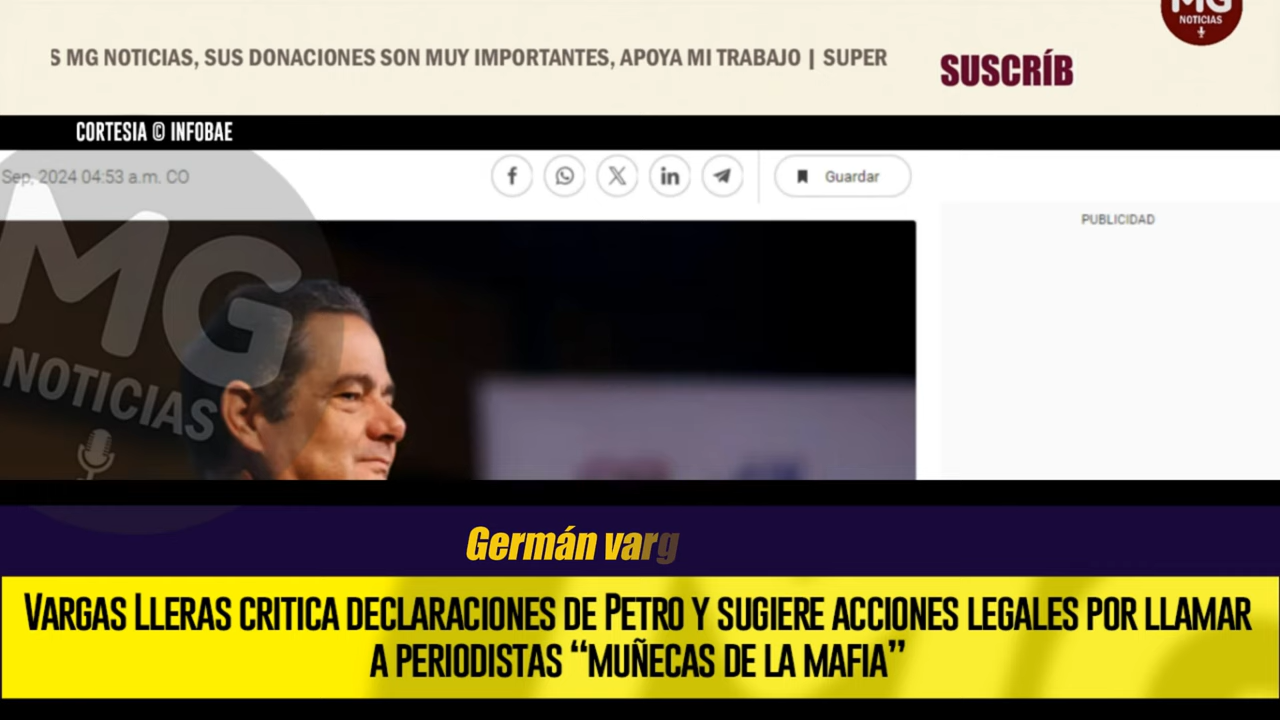 MG
NOTICIAS
S MG NOTICIAS, SUS DONACIONES SON MUY IMPORTANTES, APOYA MI TRABAJO | SUPER
SUSCRÍB
CORTESIA © INFOBAE
Sep, 2024 04:53 a.m. CO
Guardar
PUBLICIDAD
MG
NOTICIAS
Germán varg
VARGAS LLERAS CRITICA DECLARACIONES DE PETRO Y SUGIERE ACCIONES LEGALES POR LLAMAR
A PERIODISTAS “MUÑECAS DE LA MAFIA”